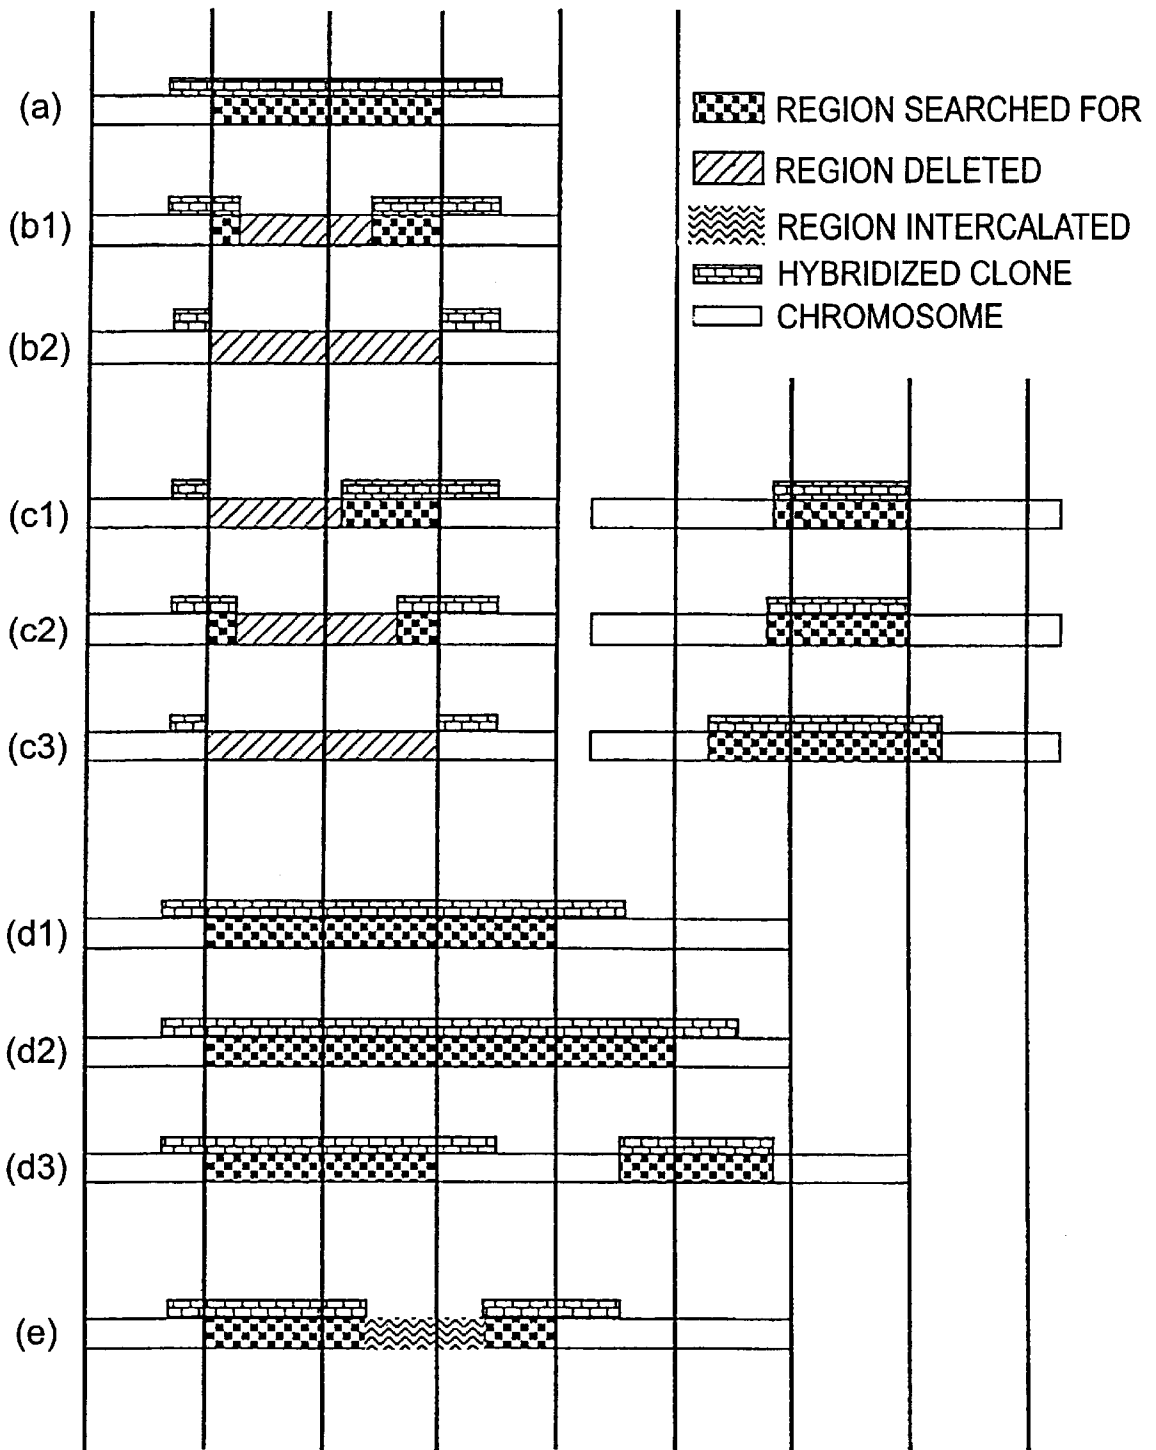 (a)
REGION SEARCHED FOR
REGION DELETED
(b1)
REGION INTERCALATED
HYBRIDIZED CLONE
CHROMOSOME
(b2)
(c1)
(c2)
(c3)
(d1)
(d2)
(d3)
(e)